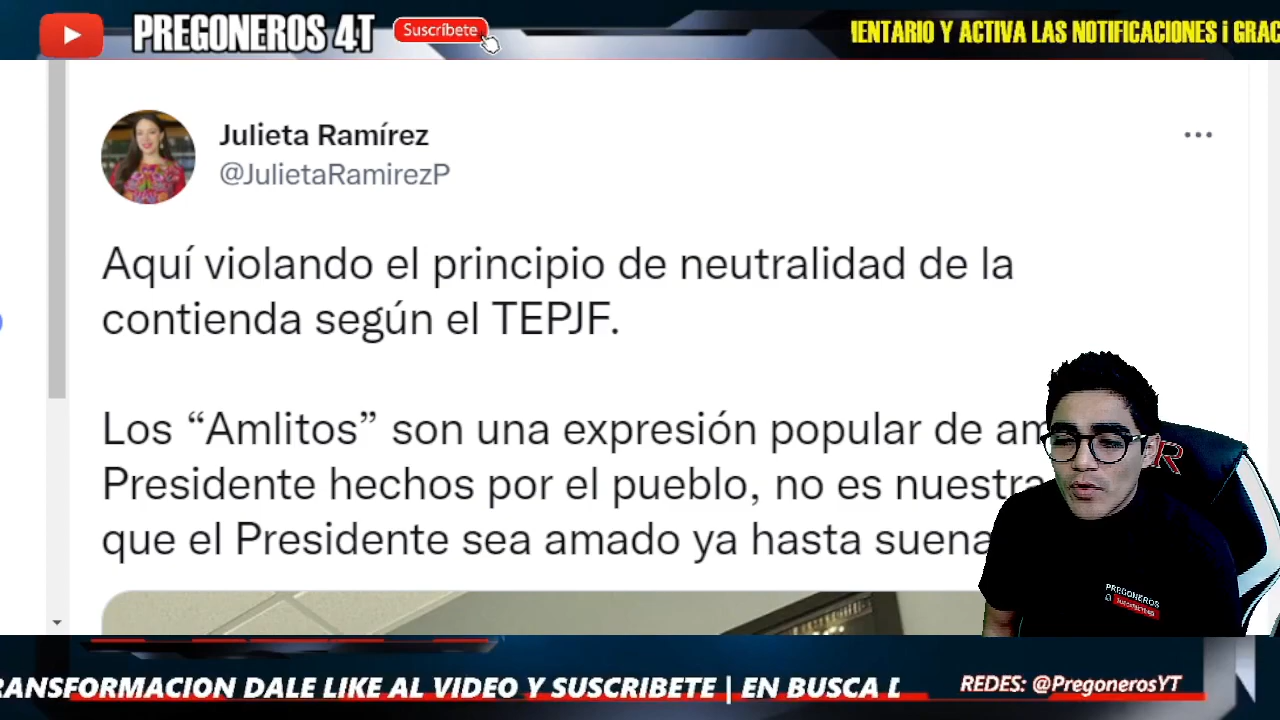 PREGONEROS 4T
Suscríbete
ENTARIO Y ACTIVA LAS NOTIFICACIONES ¡ GRAC
Julieta Ramírez
@JulietaRamirezP
Aquí violando el principio de neutralidad de la
contienda según el TEPJF.
Los “Amlitos” son una expresión popular de am
Presidente hechos por el pueblo, no es nuestra
que el Presidente sea amado ya hasta suena
R
PREGONEROS
RANSFORMACION DALE LIKE AL VIDEO Y SUSCRIBETE | EN BUSCA
REDES: @PregonerosYT